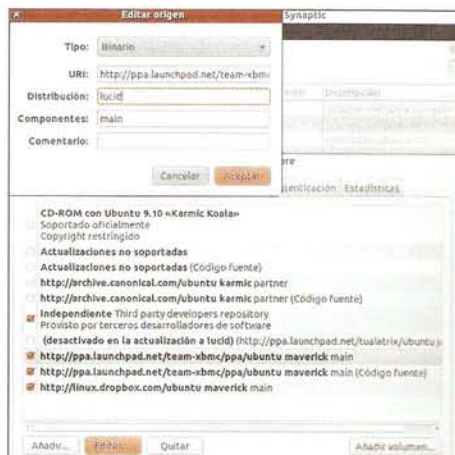 Editar origen
Synaptic
Tipo: Binario
URI: http://ppa.launchpad.net/team-xbmc
Distribución: lucid
Componentes: main
Comentario:
Cancelar Aceptar
Descripción
Estadísticas
CD-ROM con Ubuntu 9.10 «Karmic Koala»
Soportado oficialmente
Copyright restringido
Actualizaciones no soportadas
Actualizaciones no soportadas (Código fuente)
http://archive.canonical.com/ubuntu karmic partner
http://archive.canonical.com/ubuntu karmic partner (Código fuente)
Independiente Third party developers repository
Provisto por terceros desarrolladores de software
(desactivado en la actualización a lucid) (http://ppa.launchpad.net/tualatrix/ubuntu
http://ppa.launchpad.net/team-xbmc/ppa/ubuntu maverick main
http://ppa.launchpad.net/team-xbmc/ppa/ubuntu maverick main (Código fuente)
http://linux.dropbox.com/ubuntu maverick main
Añadir... Editar... Quitar Añadir volumen...